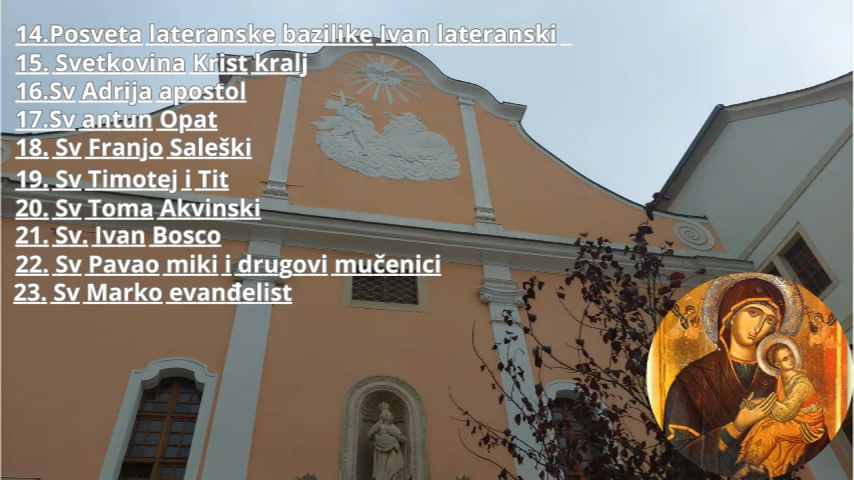 14.Posveta lateranske bazilike Ivan lateranski
15. Svetkovina Krist kralj
16.Sv Adrija apostol
17.Sv antun Opat
18. Sv Franjo Saleški
19. Sv Timotej i Tit
20. Sv Toma Akvinski
21. Sv. Ivan Bosco
22. Sv Pavao miki i drugovi mučenici
23. Sv Marko evanđelist